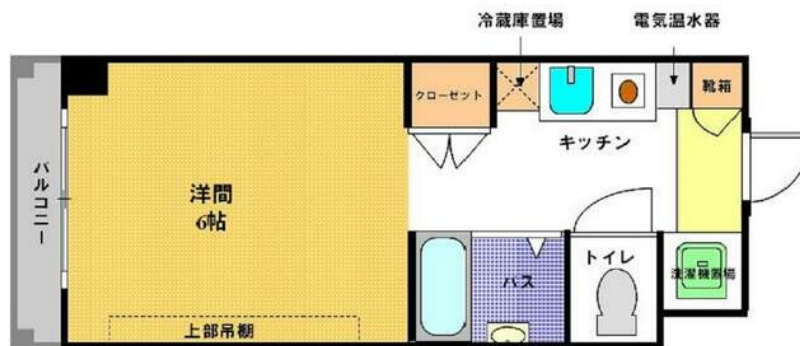 冷蔵庫置場
電気温水器
クローゼット
靴箱
キッチン
バルコニー
洋間
6帖
トイレ
バス
洗濯機置場
上部吊棚